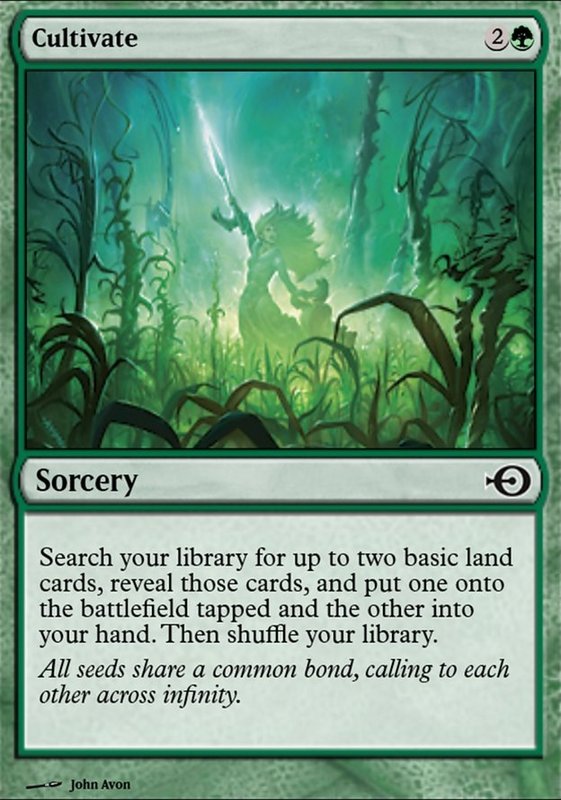 Cultivate 2
Sorcery
Search your library for up to two basic land
cards, reveal those cards, and put one onto
the battlefield tapped and the other into
your hand. Then shuffle your library.
All seeds share a common bond, calling to each
other across infinity.
John Avon